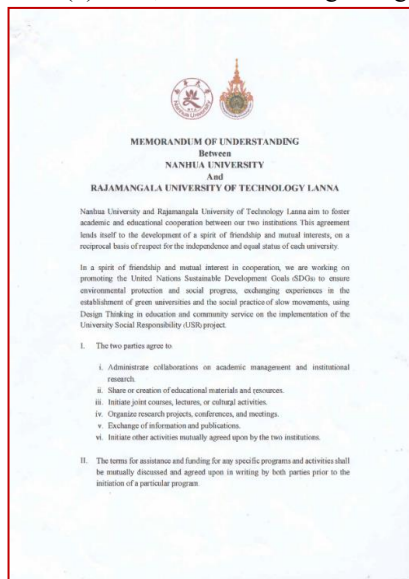 MEMORANDUM OF UNDERSTANDING
Between
NANHUA UNIVERSITY
And
RAJAMANGALA UNIVERSITY OF TECHNOLOGY LANNA
Nanhua University and Rajamangala University of Technology Lanna aim to foster
academic and educational cooperation between our two institutions. This agreement
lends itself to the development of a spirit of friendship and mutual interests, on a
reciprocal basis of respect for the independence and equal status of each university.
In a spirit of friendship and mutual interest in cooperation, we are working on
promoting the United Nations Sustainable Development Goals (SDGs) to ensure
environmental protection and social progress, exchanging experiences in the
establishment of green universities and the social practice of slow movements, using
Design Thinking in education and community service on the implementation of the
University Social Responsibility (USR) project.
I. The two parties agree to
i. Administrate collaborations on academic management and institutional
research.
ii. Share or creation of educational materials and resources.
iii. Initiate joint courses, lectures, or cultural activities.
iv. Organize research projects, conferences, and meetings.
v. Exchange of information and publications.
vi. Initiate other activities mutually agreed upon by the two institutions.
II. The terms for assistance and funding for any specific programs and activities shall
be mutually discussed and agreed upon in writing by both parties prior to the
initiation of a particular program.